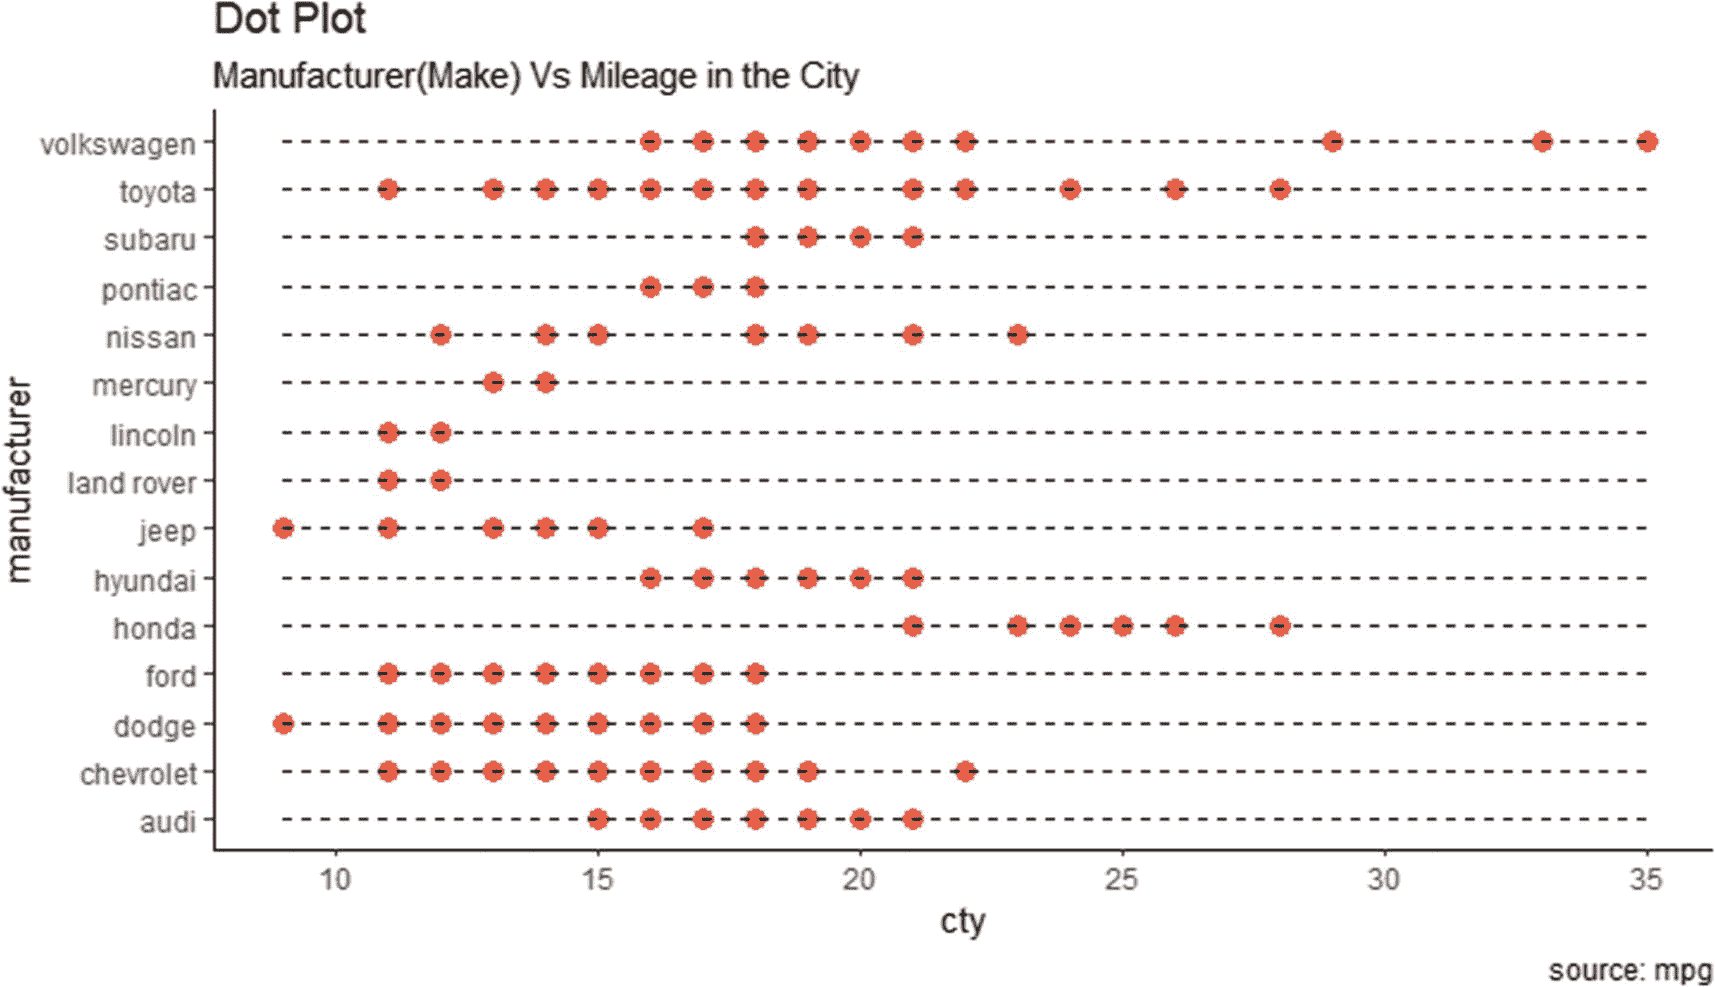 Dot Plot
Manufacturer(Make) Vs Mileage in the City
manufacturer
volkswagen
toyota
subaru
pontiac
nissan
mercury
lincoln
land rover
jeep
hyundai
honda
ford
dodge
chevrolet
audi
10 15 20 25 30 35
cty
source: mpg